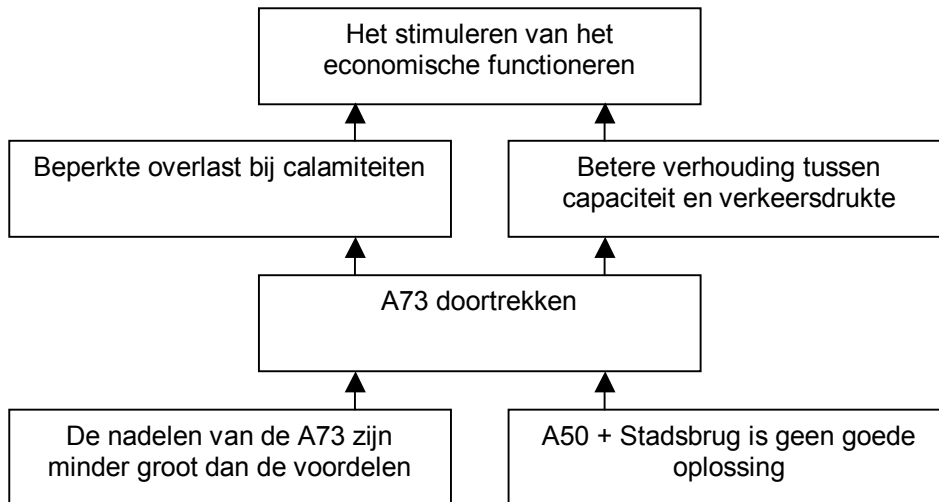 Het stimuleren van het
economische functioneren
Beperkte overlast bij calamiteiten
Betere verhouding tussen
capaciteit en verkeersdrukte
A73 doortrekken
De nadelen van de A73 zijn
minder groot dan de voordelen
A50 + Stadsbrug is geen goede
oplossing